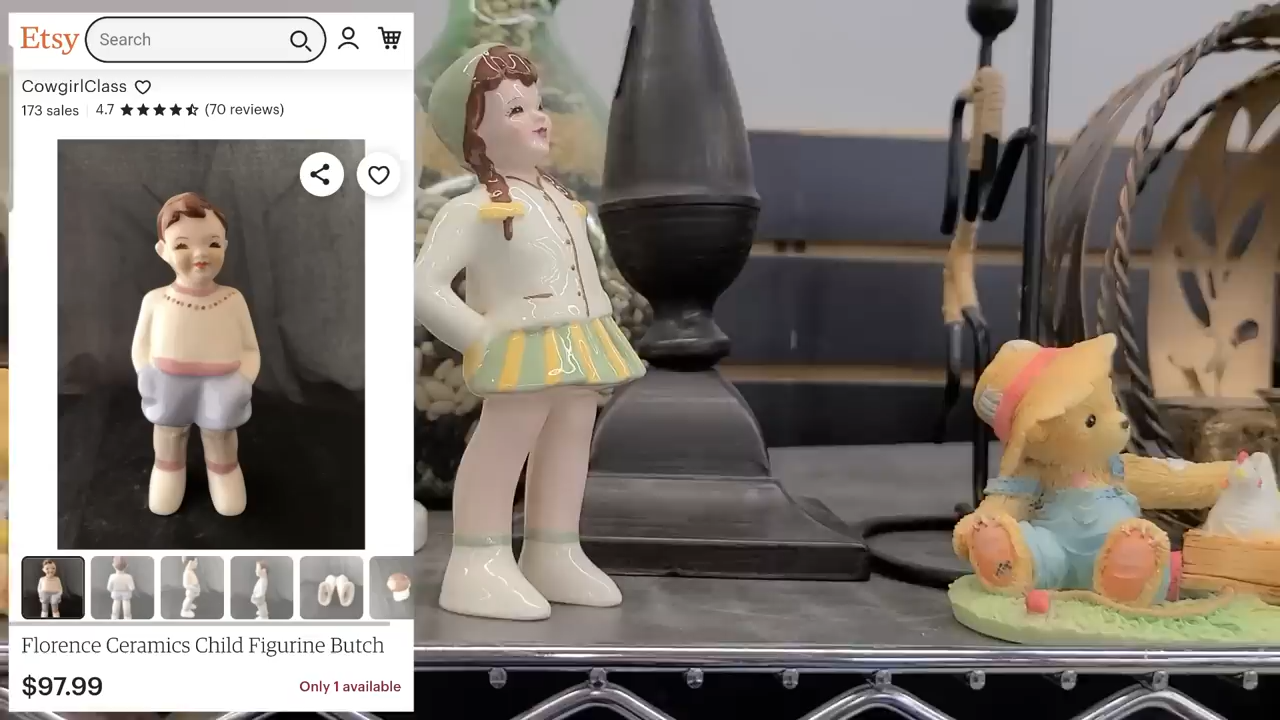 Etsy
Search
CowgirlClass
173 sales
4.7
(70 reviews)
Florence Ceramics Child Figurine Butch
$97.99
Only 1 available